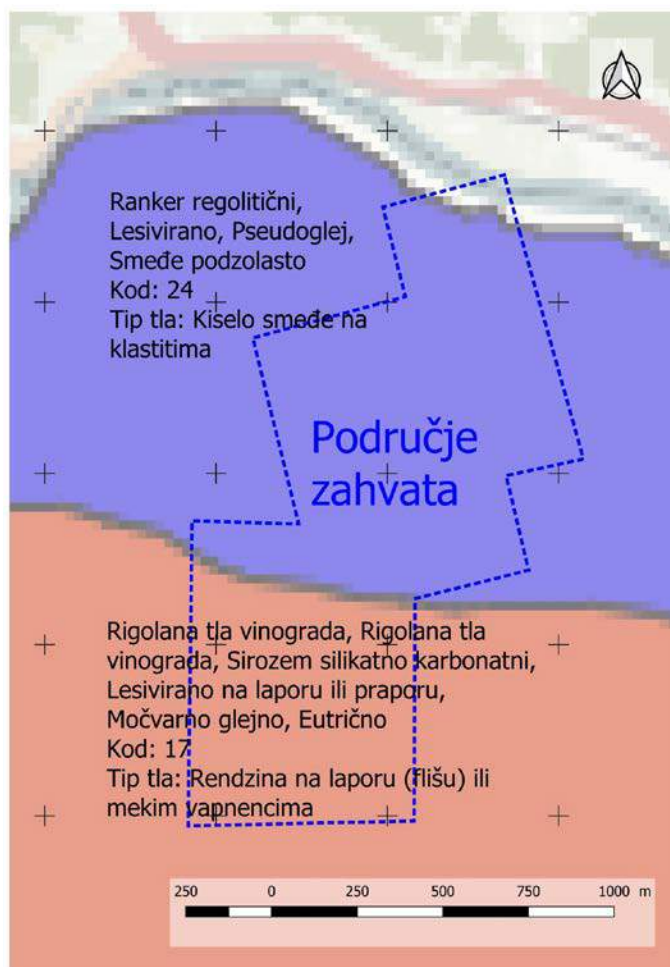 Ranker regolitični,
Lesivirano, Pseudoglej,
Smeđe podzolasto
Kod: 24
Tip tla: Kiselo smeđe na
klastitima
Područje
zahvata
Rigolana tla vinograda, Rigolana tla
vinograda, Sirozem silikatno karbonatni,
Lesivirano na laporu ili praporu,
Močvarno glejno, Eutrično
Kod: 17
Tip tla: Rendzina na laporu (flišu) ili
mekim vapnencima
250 0 250 500 750 1000 m